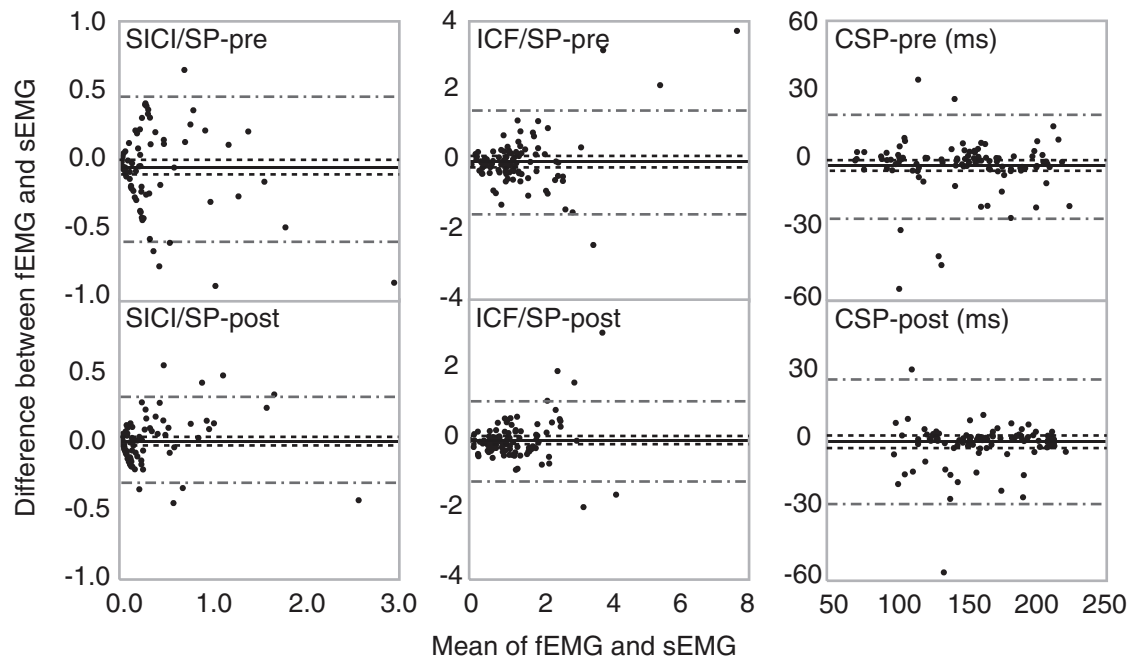 Difference between fEMG and sEMG
1.0
0.5
0.0
-0.5
-1.0
SICI/SP-pre
4
2
0
-2
-4
ICF/SP-pre
60
30
0
-30
-60
CSP-pre (ms)
0.5
0.0
-0.5
-1.0
SICI/SP-post
2
0
-2
-4
ICF/SP-post
30
0
-30
-60
CSP-post (ms)
0.0 1.0 2.0 3.0
0 2 4 6 8
50 100 150 200 250
Mean of fEMG and sEMG